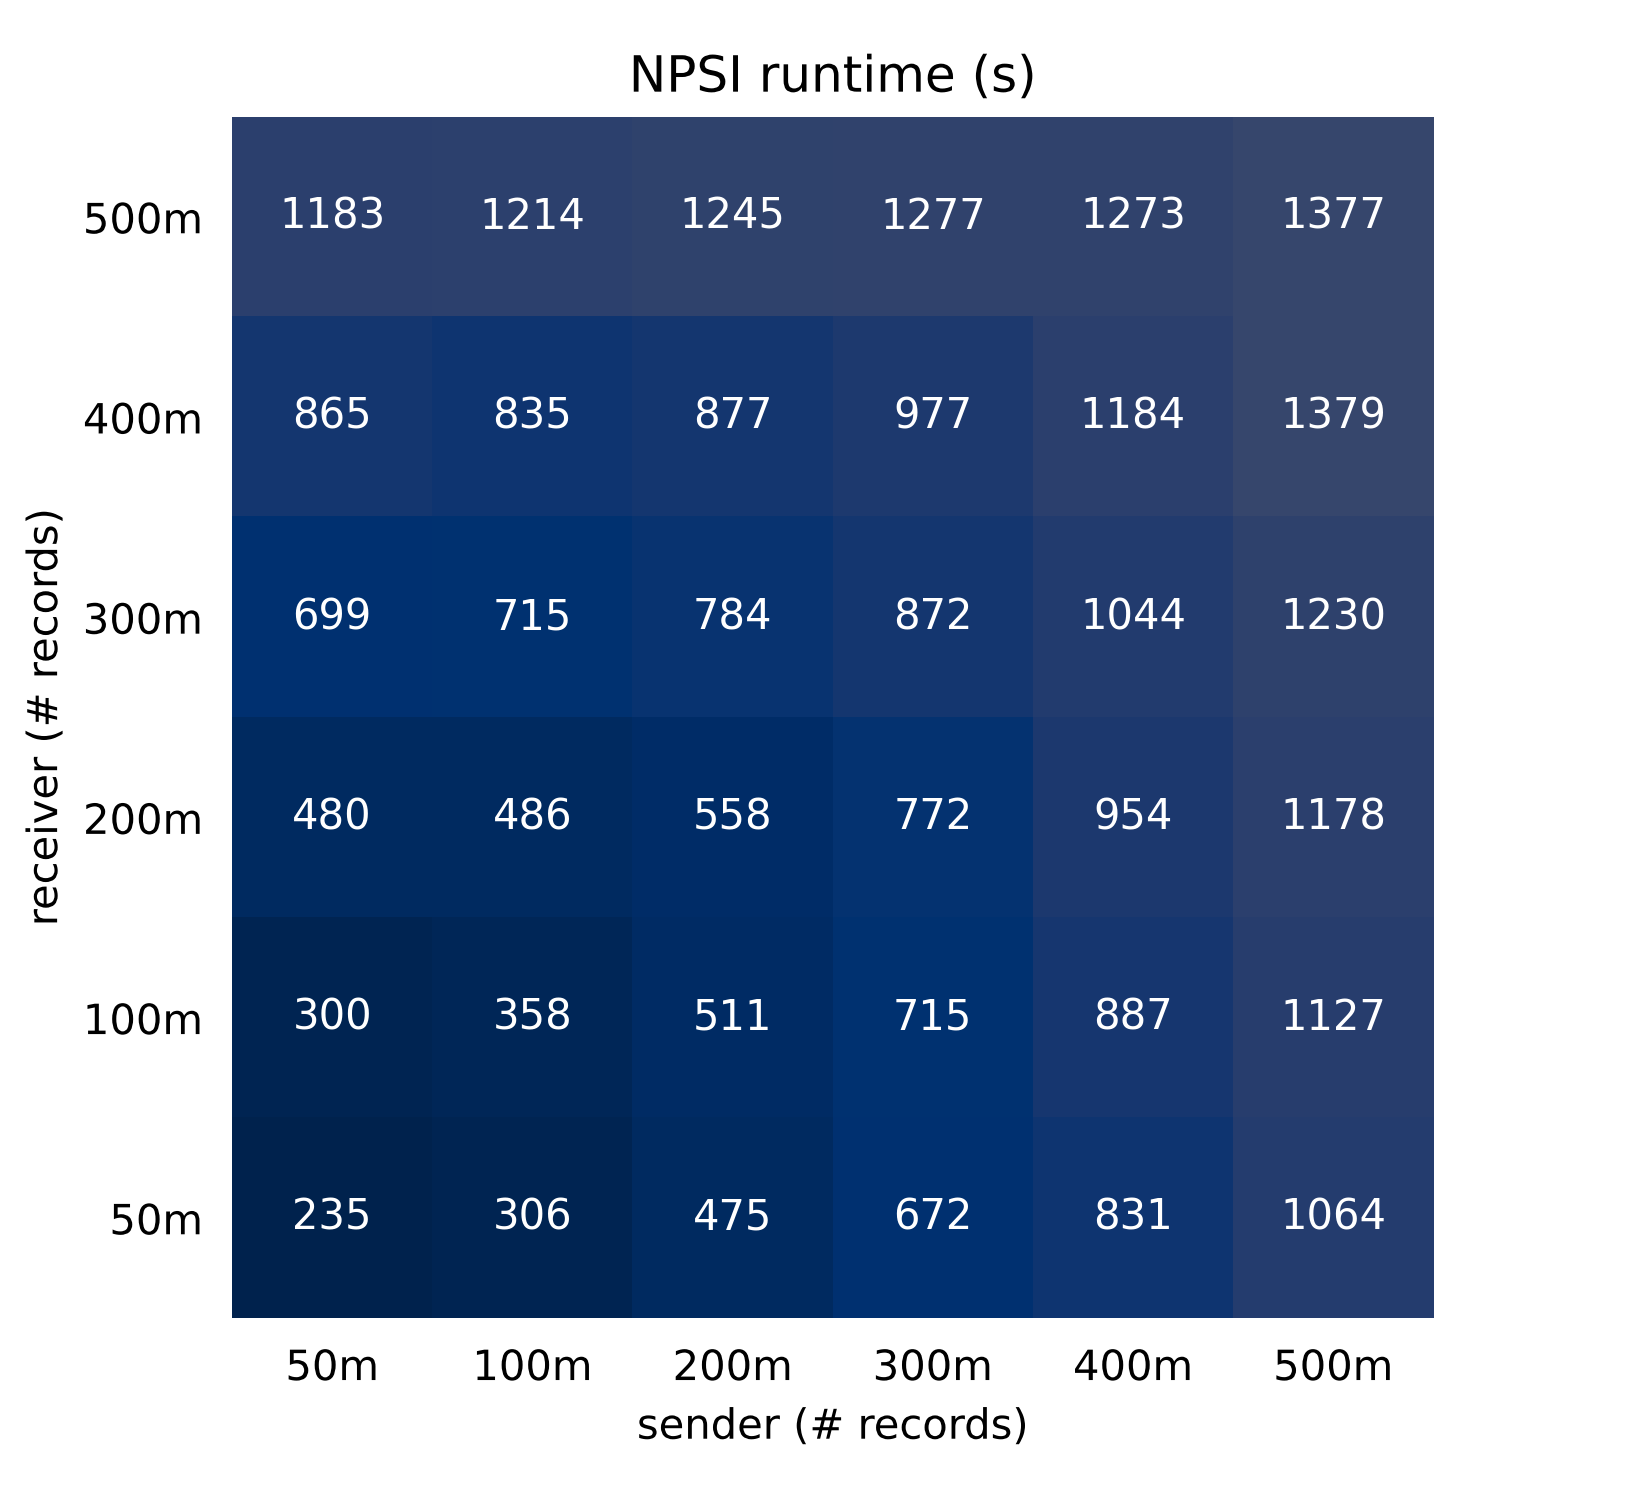 NPSI runtime (s)
500m 1183 1214 1245 1277 1273 1377
400m 865 835 877 977 1184 1379
300m 699 715 784 872 1044 1230
200m 480 486 558 772 954 1178
100m 300 358 511 715 887 1127
50m 235 306 475 672 831 1064
receiver (# records)
50m 100m 200m 300m 400m 500m
sender (# records)